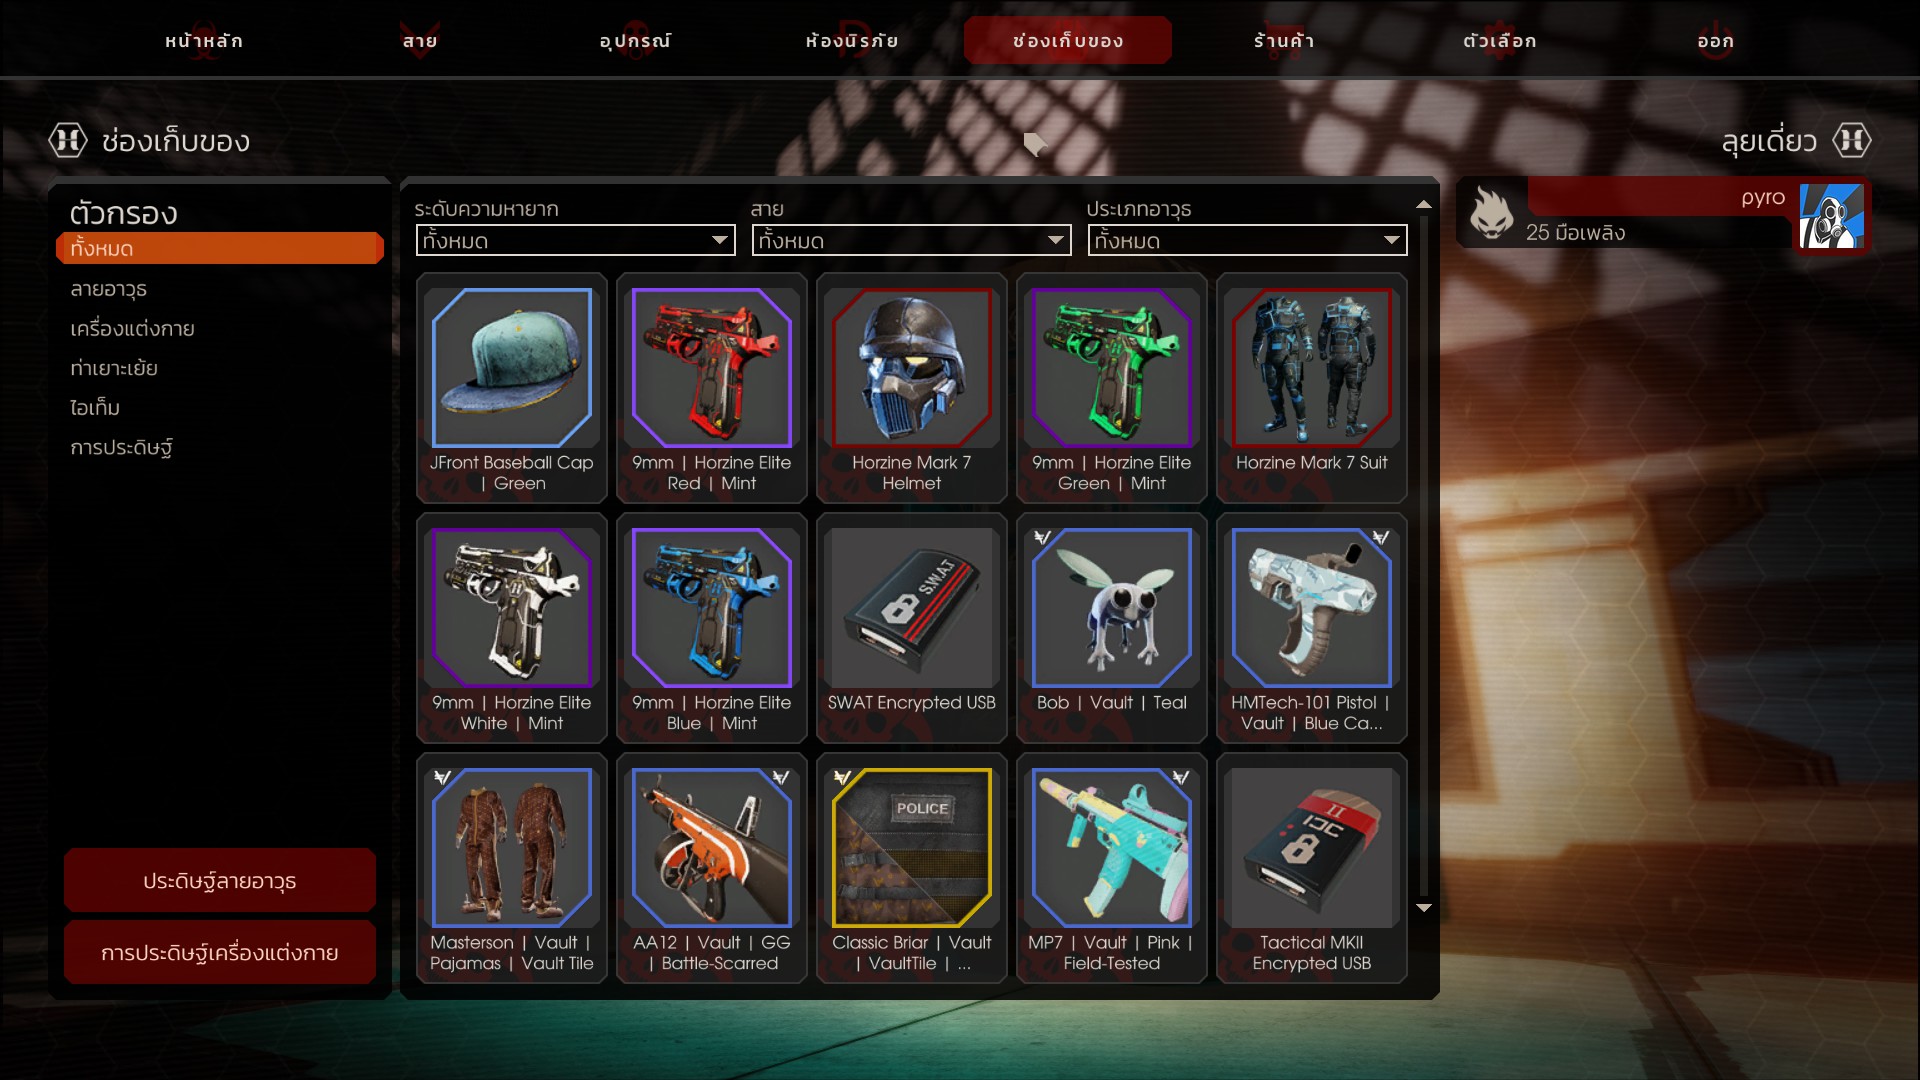 หน้าหลัก
สาย
อุปกรณ์
ห้องนิรภัย
ช่องเก็บของ
ร้านค้า
ตัวเลือก
ออก
ช่องเก็บของ
ลุยเดี่ยว
ตัวกรอง
ทั้งหมด
ลายอาวุธ
เครื่องแต่งกาย
ท่าเยาะเย้ย
ไอเท็ม
การประดิษฐ์
ประดิษฐ์ลายอาวุธ
การประดิษฐ์เครื่องแต่งกาย
ระดับความหายาก
สาย
ประเภทอาวุธ
ทั้งหมด
ทั้งหมด
ทั้งหมด
JFront Baseball Cap
| Green
9mm | Horzine Elite
Red | Mint
Horzine Mark 7
Helmet
9mm | Horzine Elite
Green | Mint
Horzine Mark 7 Suit
9mm | Horzine Elite
White | Mint
9mm | Horzine Elite
Blue | Mint
S.W.A.T
SWAT Encrypted USB
Bob | Vault | Teal
HMTech-101 Pistol |
Vault | Blue Ca...
Masterson | Vault |
Pajamas | Vault Tile
AA12 | Vault | GG
| Battle-Scarred
POLICE
Classic Briar | Vault
| VaultTile | ...
MP7 | Vault | Pink |
Field-Tested
II
Tactical MKII
Encrypted USB
pyro
25 มือเพลิง